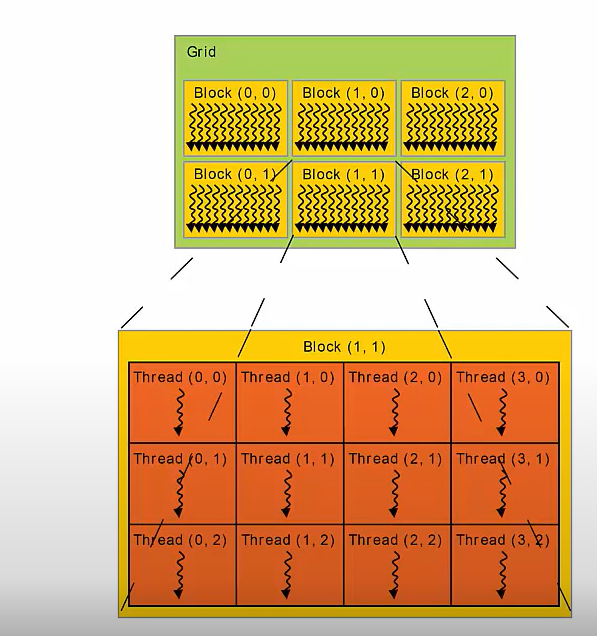 Grid
Block (0, 0) Block (1, 0) Block (2, 0)
Block (0, 1) Block (1, 1) Block (2, 1)
Block (1, 1)
Thread (0, 0) Thread (1, 0) Thread (2, 0) Thread (3, 0)
Thread (0, 1) Thread (1, 1) Thread (2, 1) Thread (3, 1)
Thread (0, 2) Thread (1, 2) Thread (2, 2) Thread (3, 2)